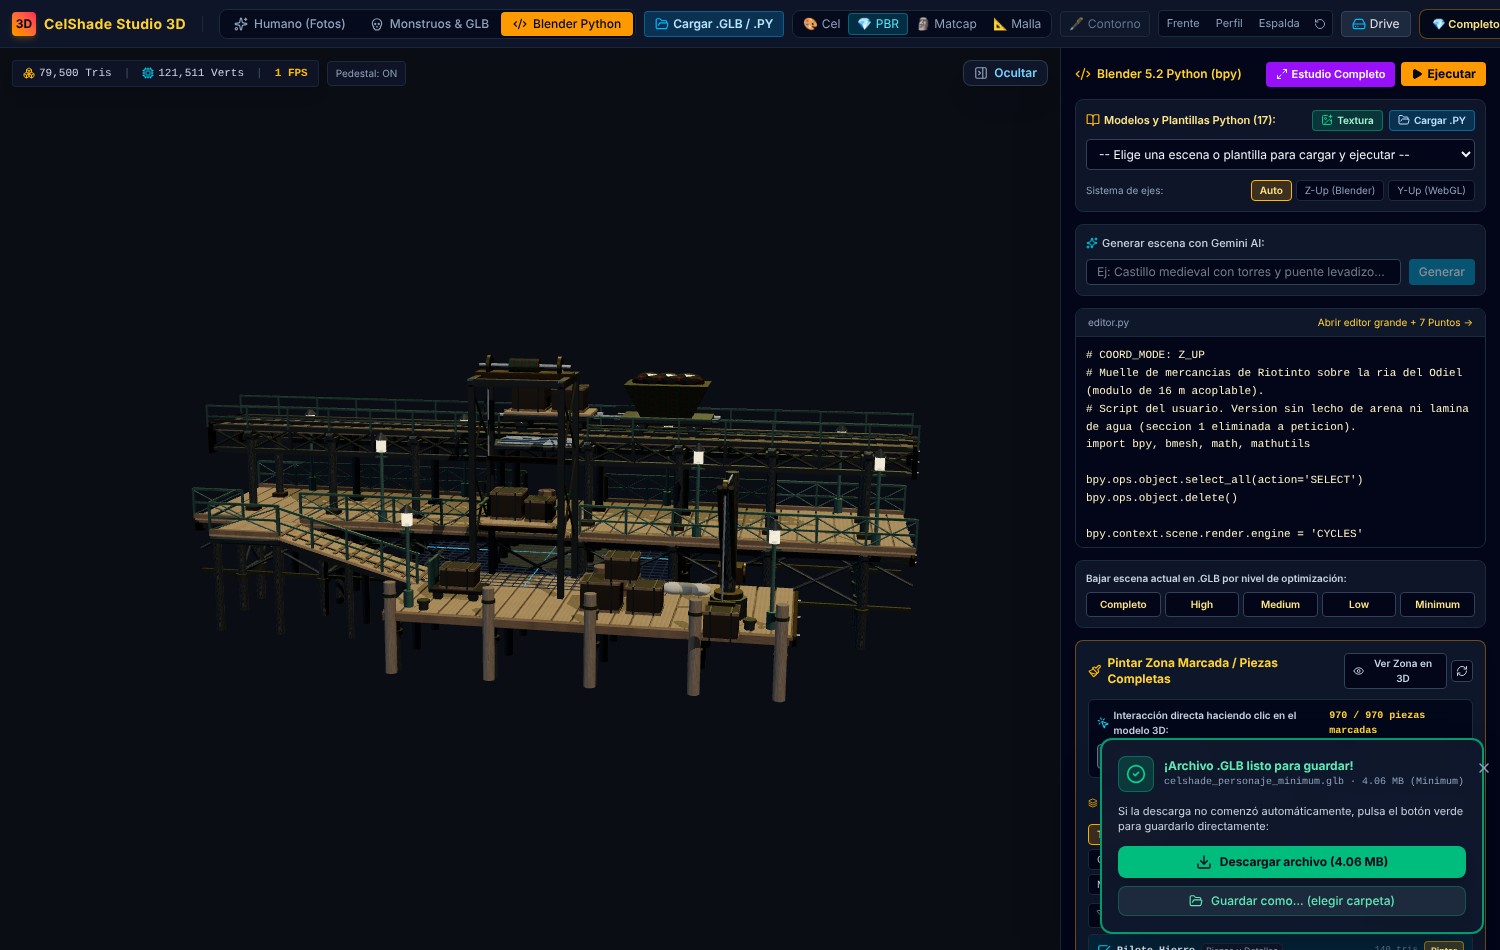 3D CelShade Studio 3D
Humano (Fotos)
Monstruos & GLB
Blender Python
Cargar .GLB / .PY
Cel
PBR
Matcap
Malla
Contorno
Frente
Perfil
Espalda
Drive
Completo
79,500 Tris | 121,511 Verts | 1 FPS
Pedestal: ON
Ocultar
Blender 5.2 Python (bpy)
Estudio Completo
Ejecutar
Modelos y Plantillas Python (17):
Textura
Cargar .PY
-- Elige una escena o plantilla para cargar y ejecutar --
Sistema de ejes:
Auto
Z-Up (Blender)
Y-Up (WebGL)
Generar escena con Gemini AI:
Ej: Castillo medieval con torres y puente levadizo...
Generar
editor.py
Abrir editor grande + 7 Puntos →
# COORD_MODE: Z_UP
# Muelle de mercancias de Riotinto sobre la ria del Odiel
(modulo de 16 m acoplable).
# Script del usuario. Version sin lecho de arena ni lamina
de agua (seccion 1 eliminada a peticion).
import bpy, bmesh, math, mathutils
bpy.ops.object.select_all(action='SELECT')
bpy.ops.object.delete()
bpy.context.scene.render.engine = 'CYCLES'
Bajar escena actual en .GLB por nivel de optimización:
Completo
High
Medium
Low
Minimum
Pintar Zona Marcada / Piezas
Completas
Ver Zona en
3D
Interacción directa haciendo clic en el
modelo 3D:
970 / 970 piezas
marcadas
¡Archivo .GLB listo para guardar!
celshade_personaje_minimum.glb · 4.06 MB (Minimum)
Si la descarga no comenzó automáticamente, pulsa el botón verde
para guardarlo directamente:
Descargar archivo (4.06 MB)
Guardar como... (elegir carpeta)